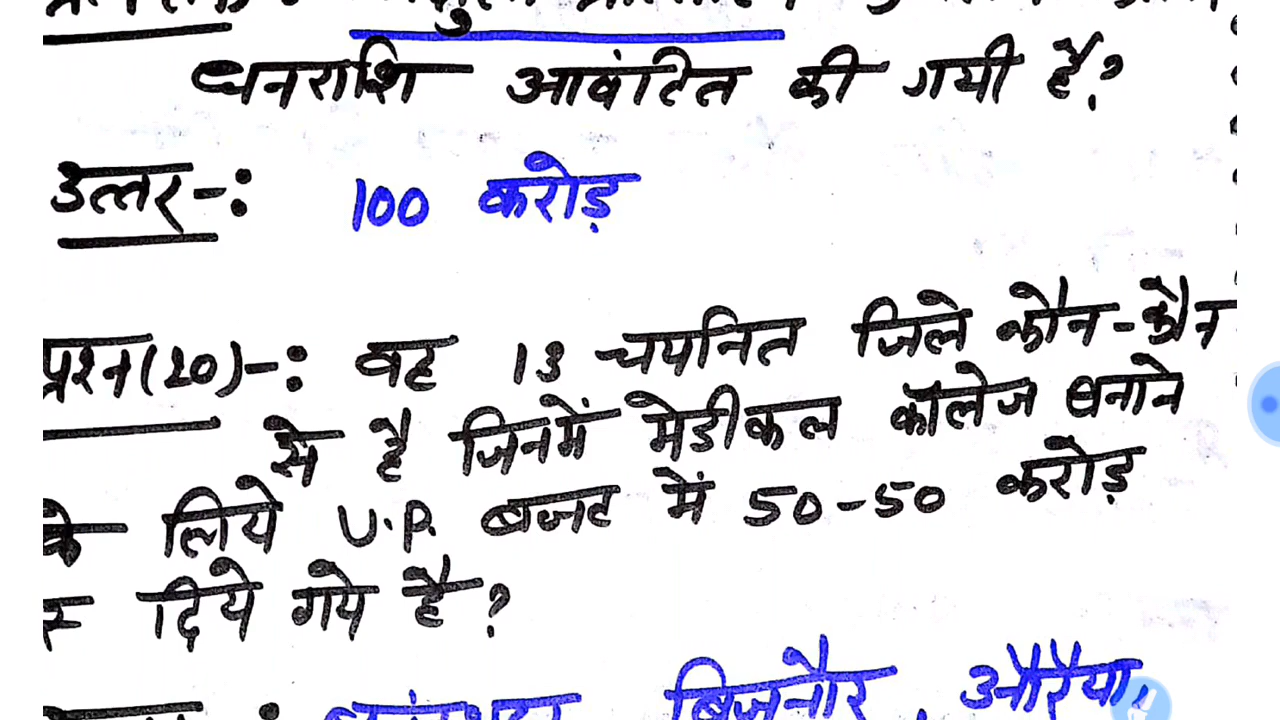 धनराशि आवंटित की गयी है?
उत्तर-: 100 करोड़
प्रश्न(20)-: वह 13 चयनित जिले कौन-कौन
से है जिनमें मेडीकल कॉलेज बनाने
के लिये U.P. बजट में 50-50 करोड़
दिये गये है?
बिजनौर, औरैया,